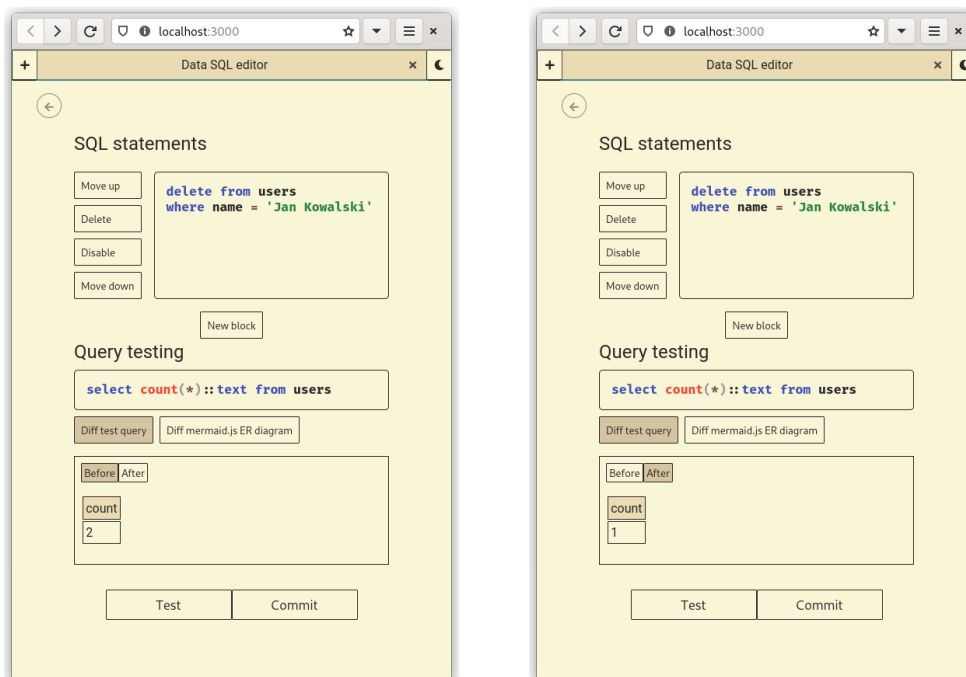 localhost:3000
Data SQL editor
SQL statements
Move up
Delete
Disable
Move down
delete from users
where name = 'Jan Kowalski'
New block
Query testing
select count(*)::text from users
Diff test query
Diff mermaid.js ER diagram
Before
After
count
2
Test
Commit
localhost:3000
Data SQL editor
SQL statements
Move up
Delete
Disable
Move down
delete from users
where name = 'Jan Kowalski'
New block
Query testing
select count(*)::text from users
Diff test query
Diff mermaid.js ER diagram
Before
After
count
1
Test
Commit